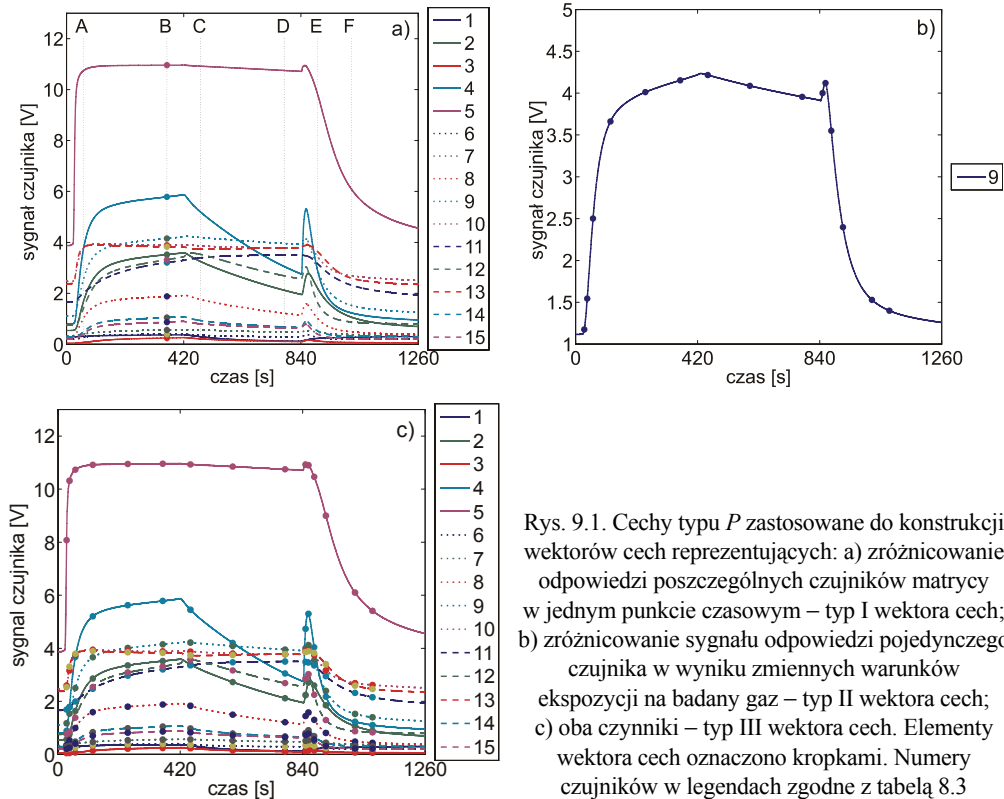 A B C D E F
a)
12
10
8
6
4
2
0
0 420 840 1260
czas [s]
sygnał czujnika [V]
1
2
3
4
5
6
7
8
9
10
11
12
13
14
15
b)
5
4.5
4
3.5
3
2.5
2
1.5
1
0 420 840 1260
czas [s]
sygnał czujnika [V]
9
c)
12
10
8
6
4
2
0
0 420 840 1260
czas [s]
sygnał czujnika [V]
1
2
3
4
5
6
7
8
9
10
11
12
13
14
15
Rys. 9.1. Cechy typu P zastosowane do konstrukcji
wektorów cech reprezentujących: a) zróżnicowanie
odpowiedzi poszczególnych czujników matrycy
w jednym punkcie czasowym – typ I wektora cech;
b) zróżnicowanie sygnału odpowiedzi pojedynczego
czujnika w wyniku zmiennych warunków
ekspozycji na badany gaz – typ II wektora cech;
c) oba czynniki – typ III wektora cech. Elementy
wektora cech oznaczono kropkami. Numery
czujników w legendach zgodne z tabelą 8.3